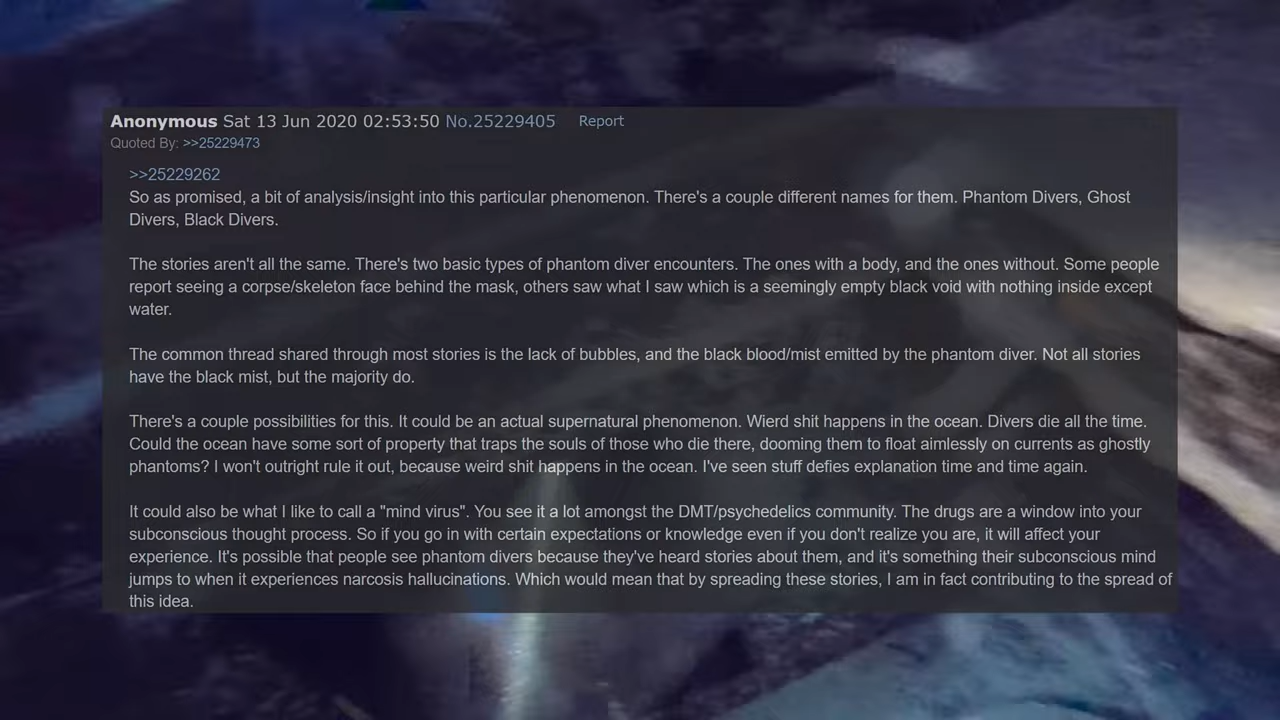 Anonymous Sat 13 Jun 2020 02:53:50 No.25229405 Report
Quoted By: >>25229473
>>25229262
So as promised, a bit of analysis/insight into this particular phenomenon. There's a couple different names for them. Phantom Divers, Ghost
Divers, Black Divers.
The stories aren't all the same. There's two basic types of phantom diver encounters. The ones with a body, and the ones without. Some people
report seeing a corpse/skeleton face behind the mask, others saw what I saw which is a seemingly empty black void with nothing inside except
water.
The common thread shared through most stories is the lack of bubbles, and the black blood/mist emitted by the phantom diver. Not all stories
have the black mist, but the majority do.
There's a couple possibilities for this. It could be an actual supernatural phenomenon. Wierd shit happens in the ocean. Divers die all the time.
Could the ocean have some sort of property that traps the souls of those who die there, dooming them to float aimlessly on currents as ghostly
phantoms? I won't outright rule it out, because weird shit happens in the ocean. I've seen stuff defies explanation time and time again.
It could also be what I like to call a "mind virus". You see it a lot amongst the DMT/psychedelics community. The drugs are a window into your
subconscious thought process. So if you go in with certain expectations or knowledge even if you don't realize you are, it will affect your
experience. It's possible that people see phantom divers because they've heard stories about them, and it's something their subconscious mind
jumps to when it experiences narcosis hallucinations. Which would mean that by spreading these stories, I am in fact contributing to the spread of
this idea.